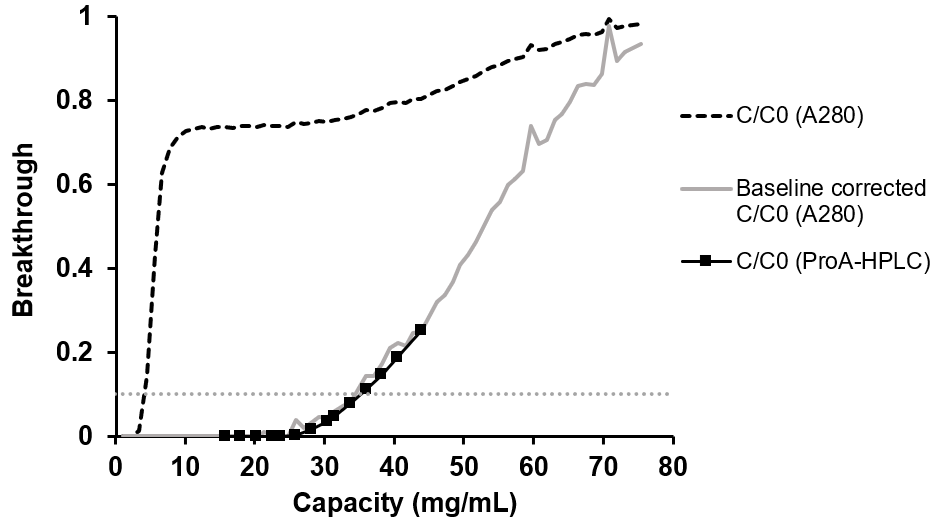 1
0.8
0.6
0.4
0.2
0
Breakthrough
0 10 20 30 40 50 60 70 80
Capacity (mg/mL)
C/C0 (A280)
Baseline corrected
C/C0 (A280)
C/C0 (ProA-HPLC)